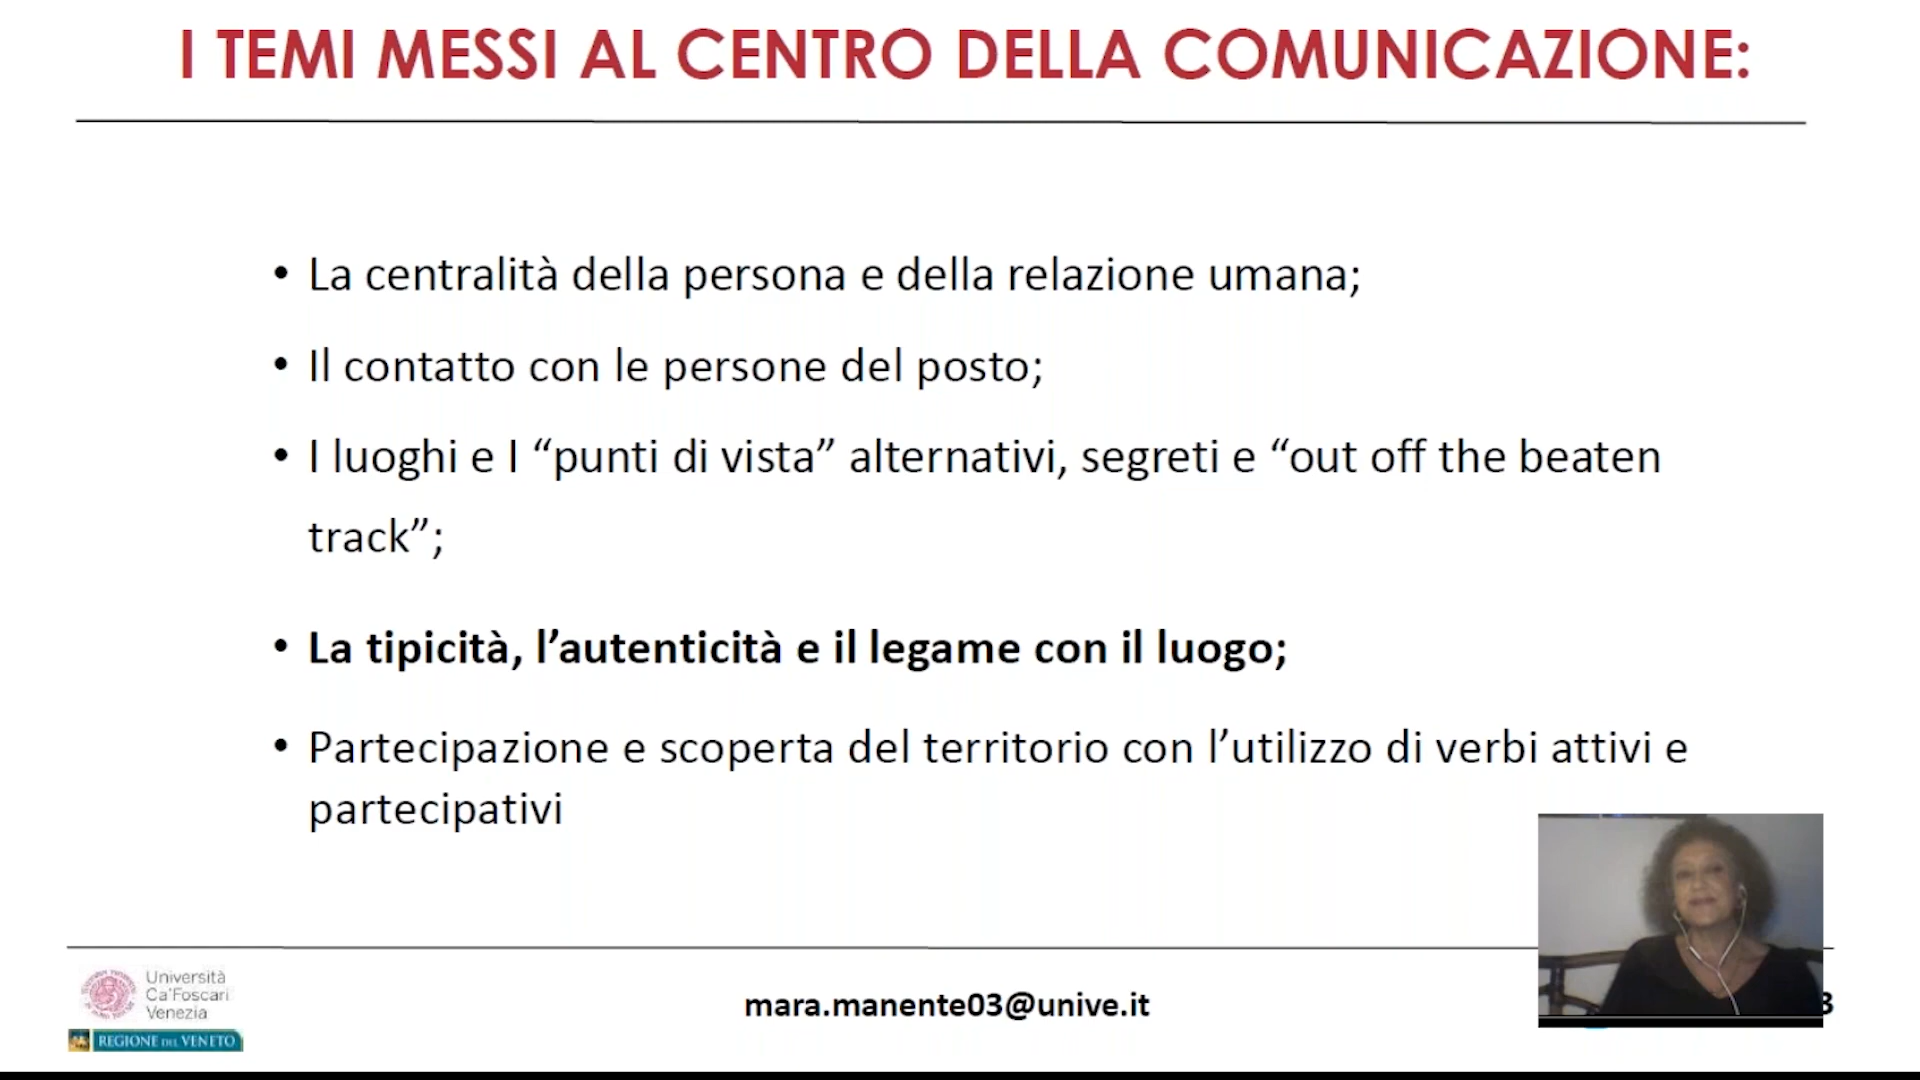 I TEMI MESSI AL CENTRO DELLA COMUNICAZIONE:
• La centralità della persona e della relazione umana;
• Il contatto con le persone del posto;
• I luoghi e I “punti di vista” alternativi, segreti e “out off the beaten
track”;
• La tipicità, l’autenticità e il legame con il luogo;
• Partecipazione e scoperta del territorio con l’utilizzo di verbi attivi e
partecipativi
Università
Ca'Foscari
Venezia
REGIONE DEL VENETO
mara.manente03@unive.it